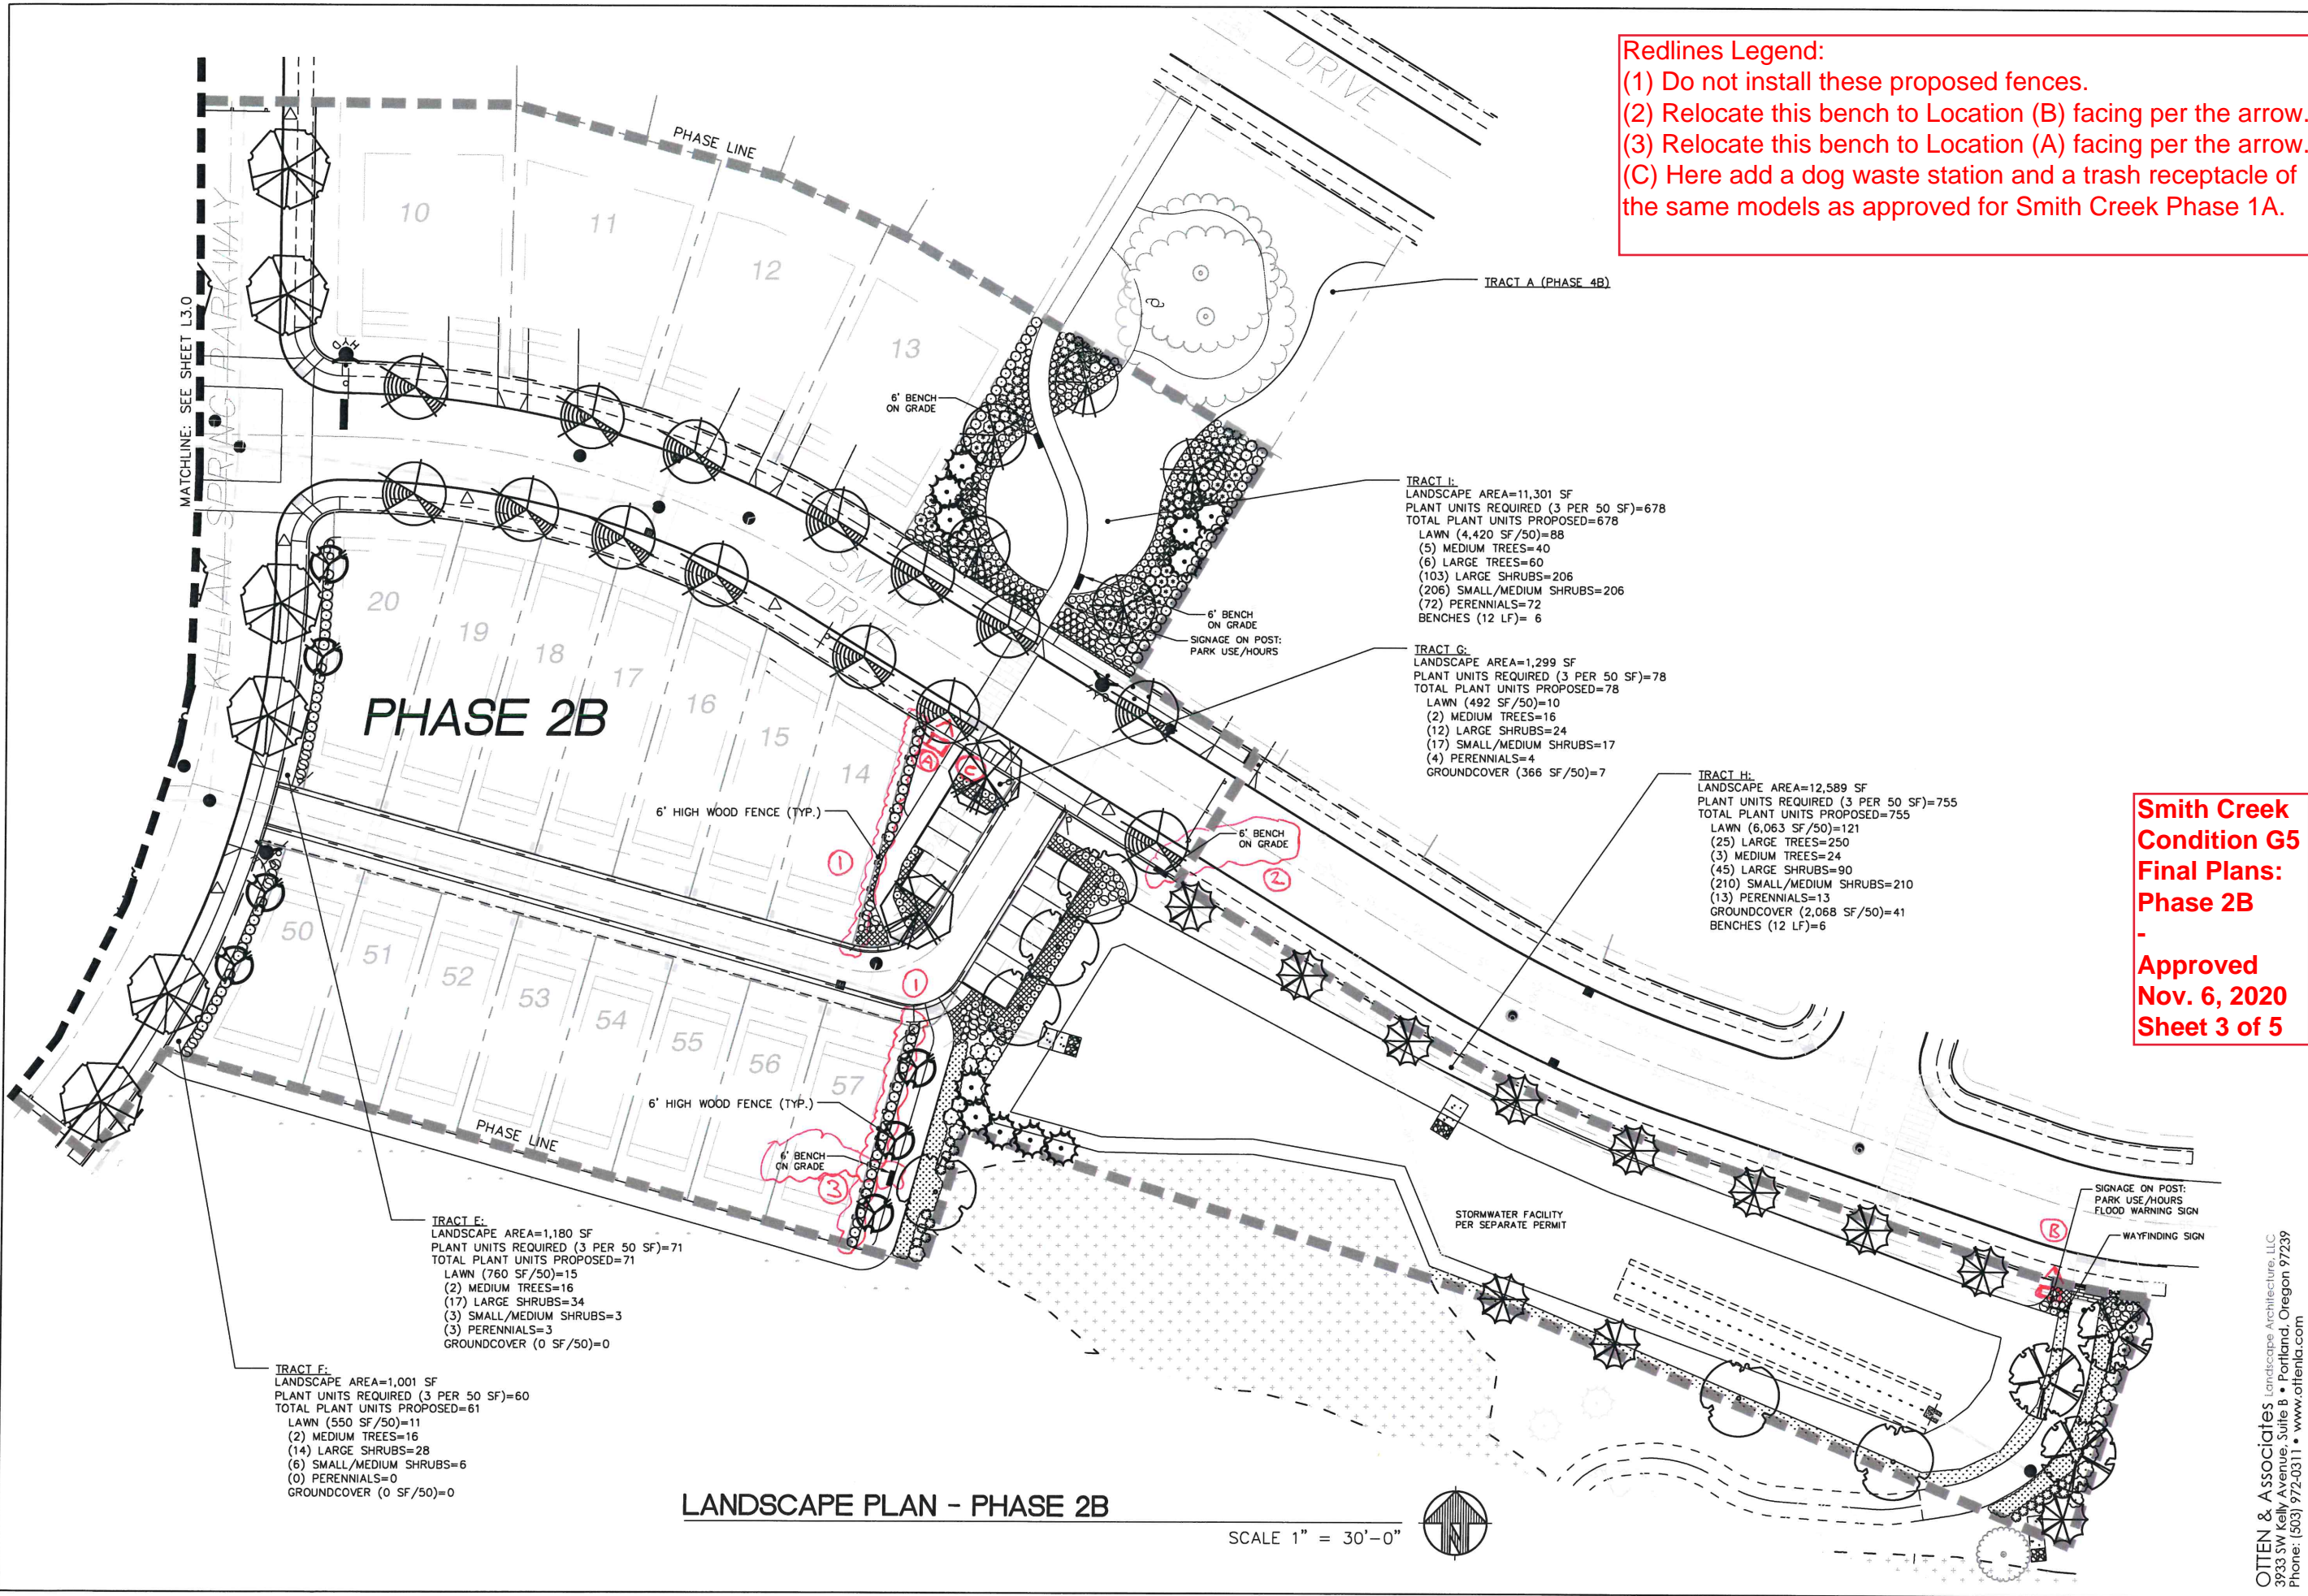 Redlines Legend:
(1) Do not install these proposed fences.
(2) Relocate this bench to Location (B) facing per the arrow.
(3) Relocate this bench to Location (A) facing per the arrow.
(C) Here add a dog waste station and a trash receptacle of
the same models as approved for Smith Creek Phase 1A.
DRIVE
PHASE LINE
MATCHLINE: SEE SHEET L3.0
KILIAN SPRING PARKWAY
10
11
12
13
HYD
TRACT A (PHASE 4B)
6' BENCH
ON GRADE
TRACT I:
LANDSCAPE AREA=11,301 SF
PLANT UNITS REQUIRED (3 PER 50 SF)=678
TOTAL PLANT UNITS PROPOSED=678
LAWN (4,420 SF/50)=88
(5) MEDIUM TREES=40
(6) LARGE TREES=60
(103) LARGE SHRUBS=206
(206) SMALL/MEDIUM SHRUBS=206
(72) PERENNIALS=72
BENCHES (12 LF)= 6
6' BENCH
ON GRADE
SIGNAGE ON POST:
PARK USE/HOURS
SMITH
DRIVE
TRACT G:
LANDSCAPE AREA=1,299 SF
PLANT UNITS REQUIRED (3 PER 50 SF)=78
TOTAL PLANT UNITS PROPOSED=78
LAWN (492 SF/50)=10
(2) MEDIUM TREES=16
(12) LARGE SHRUBS=24
(17) SMALL/MEDIUM SHRUBS=17
(4) PERENNIALS=4
GROUNDCOVER (366 SF/50)=7
20
19
18
17
16
15
14
PHASE 2B
A
C
6' HIGH WOOD FENCE (TYP.)
1
6' BENCH
ON GRADE
2
TRACT H:
LANDSCAPE AREA=12,589 SF
PLANT UNITS REQUIRED (3 PER 50 SF)=755
TOTAL PLANT UNITS PROPOSED=755
LAWN (6,063 SF/50)=121
(25) LARGE TREES=250
(3) MEDIUM TREES=24
(45) LARGE SHRUBS=90
(210) SMALL/MEDIUM SHRUBS=210
(13) PERENNIALS=13
GROUNDCOVER (2,068 SF/50)=41
BENCHES (12 LF)=6
Smith Creek
Condition G5
Final Plans:
Phase 2B
-
Approved
Nov. 6, 2020
Sheet 3 of 5
50
51
52
53
54
55
56
57
1
6' HIGH WOOD FENCE (TYP.)
PHASE LINE
6' BENCH
ON GRADE
3
STORMWATER FACILITY
PER SEPARATE PERMIT
B
SIGNAGE ON POST:
PARK USE/HOURS
FLOOD WARNING SIGN
WAYFINDING SIGN
TRACT E:
LANDSCAPE AREA=1,180 SF
PLANT UNITS REQUIRED (3 PER 50 SF)=71
TOTAL PLANT UNITS PROPOSED=71
LAWN (760 SF/50)=15
(2) MEDIUM TREES=16
(17) LARGE SHRUBS=34
(3) SMALL/MEDIUM SHRUBS=3
(3) PERENNIALS=3
GROUNDCOVER (0 SF/50)=0
TRACT F:
LANDSCAPE AREA=1,001 SF
PLANT UNITS REQUIRED (3 PER 50 SF)=60
TOTAL PLANT UNITS PROPOSED=61
LAWN (550 SF/50)=11
(2) MEDIUM TREES=16
(14) LARGE SHRUBS=28
(6) SMALL/MEDIUM SHRUBS=6
(0) PERENNIALS=0
GROUNDCOVER (0 SF/50)=0
LANDSCAPE PLAN - PHASE 2B
SCALE 1" = 30'-0"
N
OTTEN & Associates Landscape Architecture, LLC
3933 SW Kelly Avenue, Suite B • Portland, Oregon 97239
Phone: (503) 972-0311 • www.ottenla.com